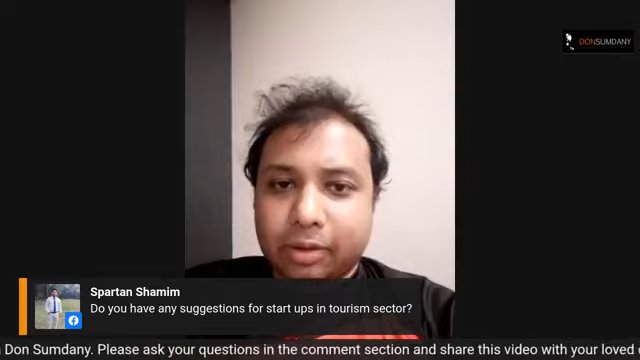 DONSUMDANY
Spartan Shamim
Do you have any suggestions for start ups in tourism sector?
Don Sumdany. Please ask your questions in the comment section and share this video with your loved